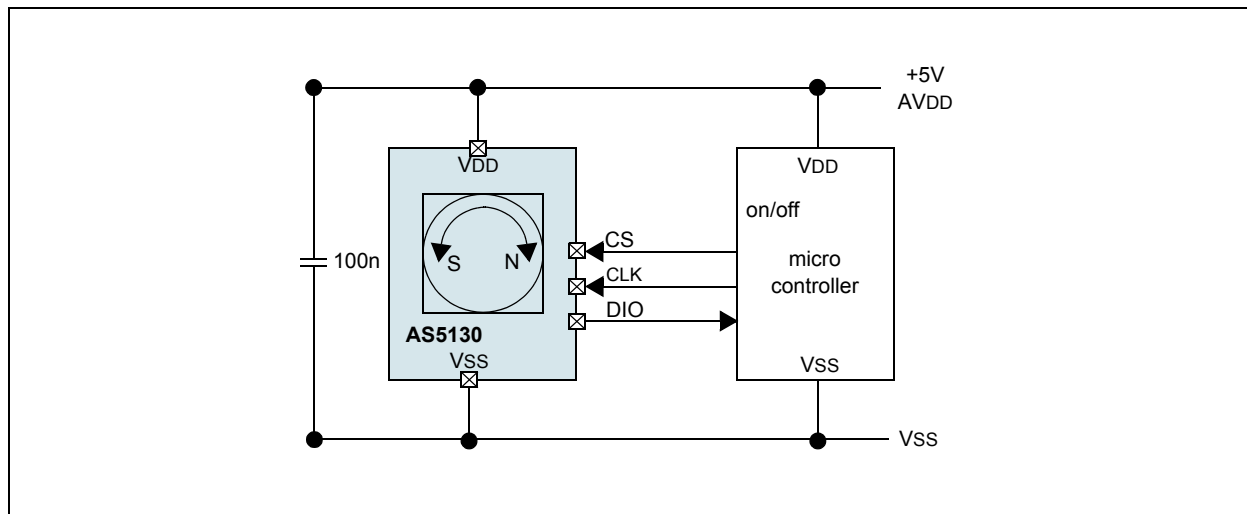 +5V
AVDD
VDD
VDD
on/off
CS
S
N
100n
micro
controller
CLK
DIO
AS5130
VSS
VSS
VSS